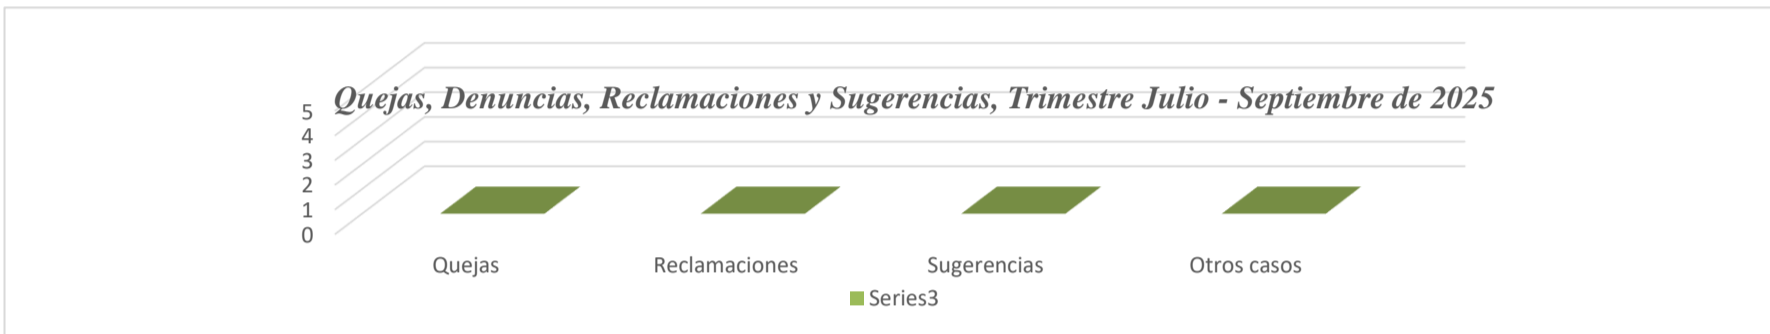 Quejas, Denuncias, Reclamaciones y Sugerencias, Trimestre Julio - Septiembre de 2025
5
4
3
2
1
0
Quejas Reclamaciones Sugerencias Otros casos
Series3